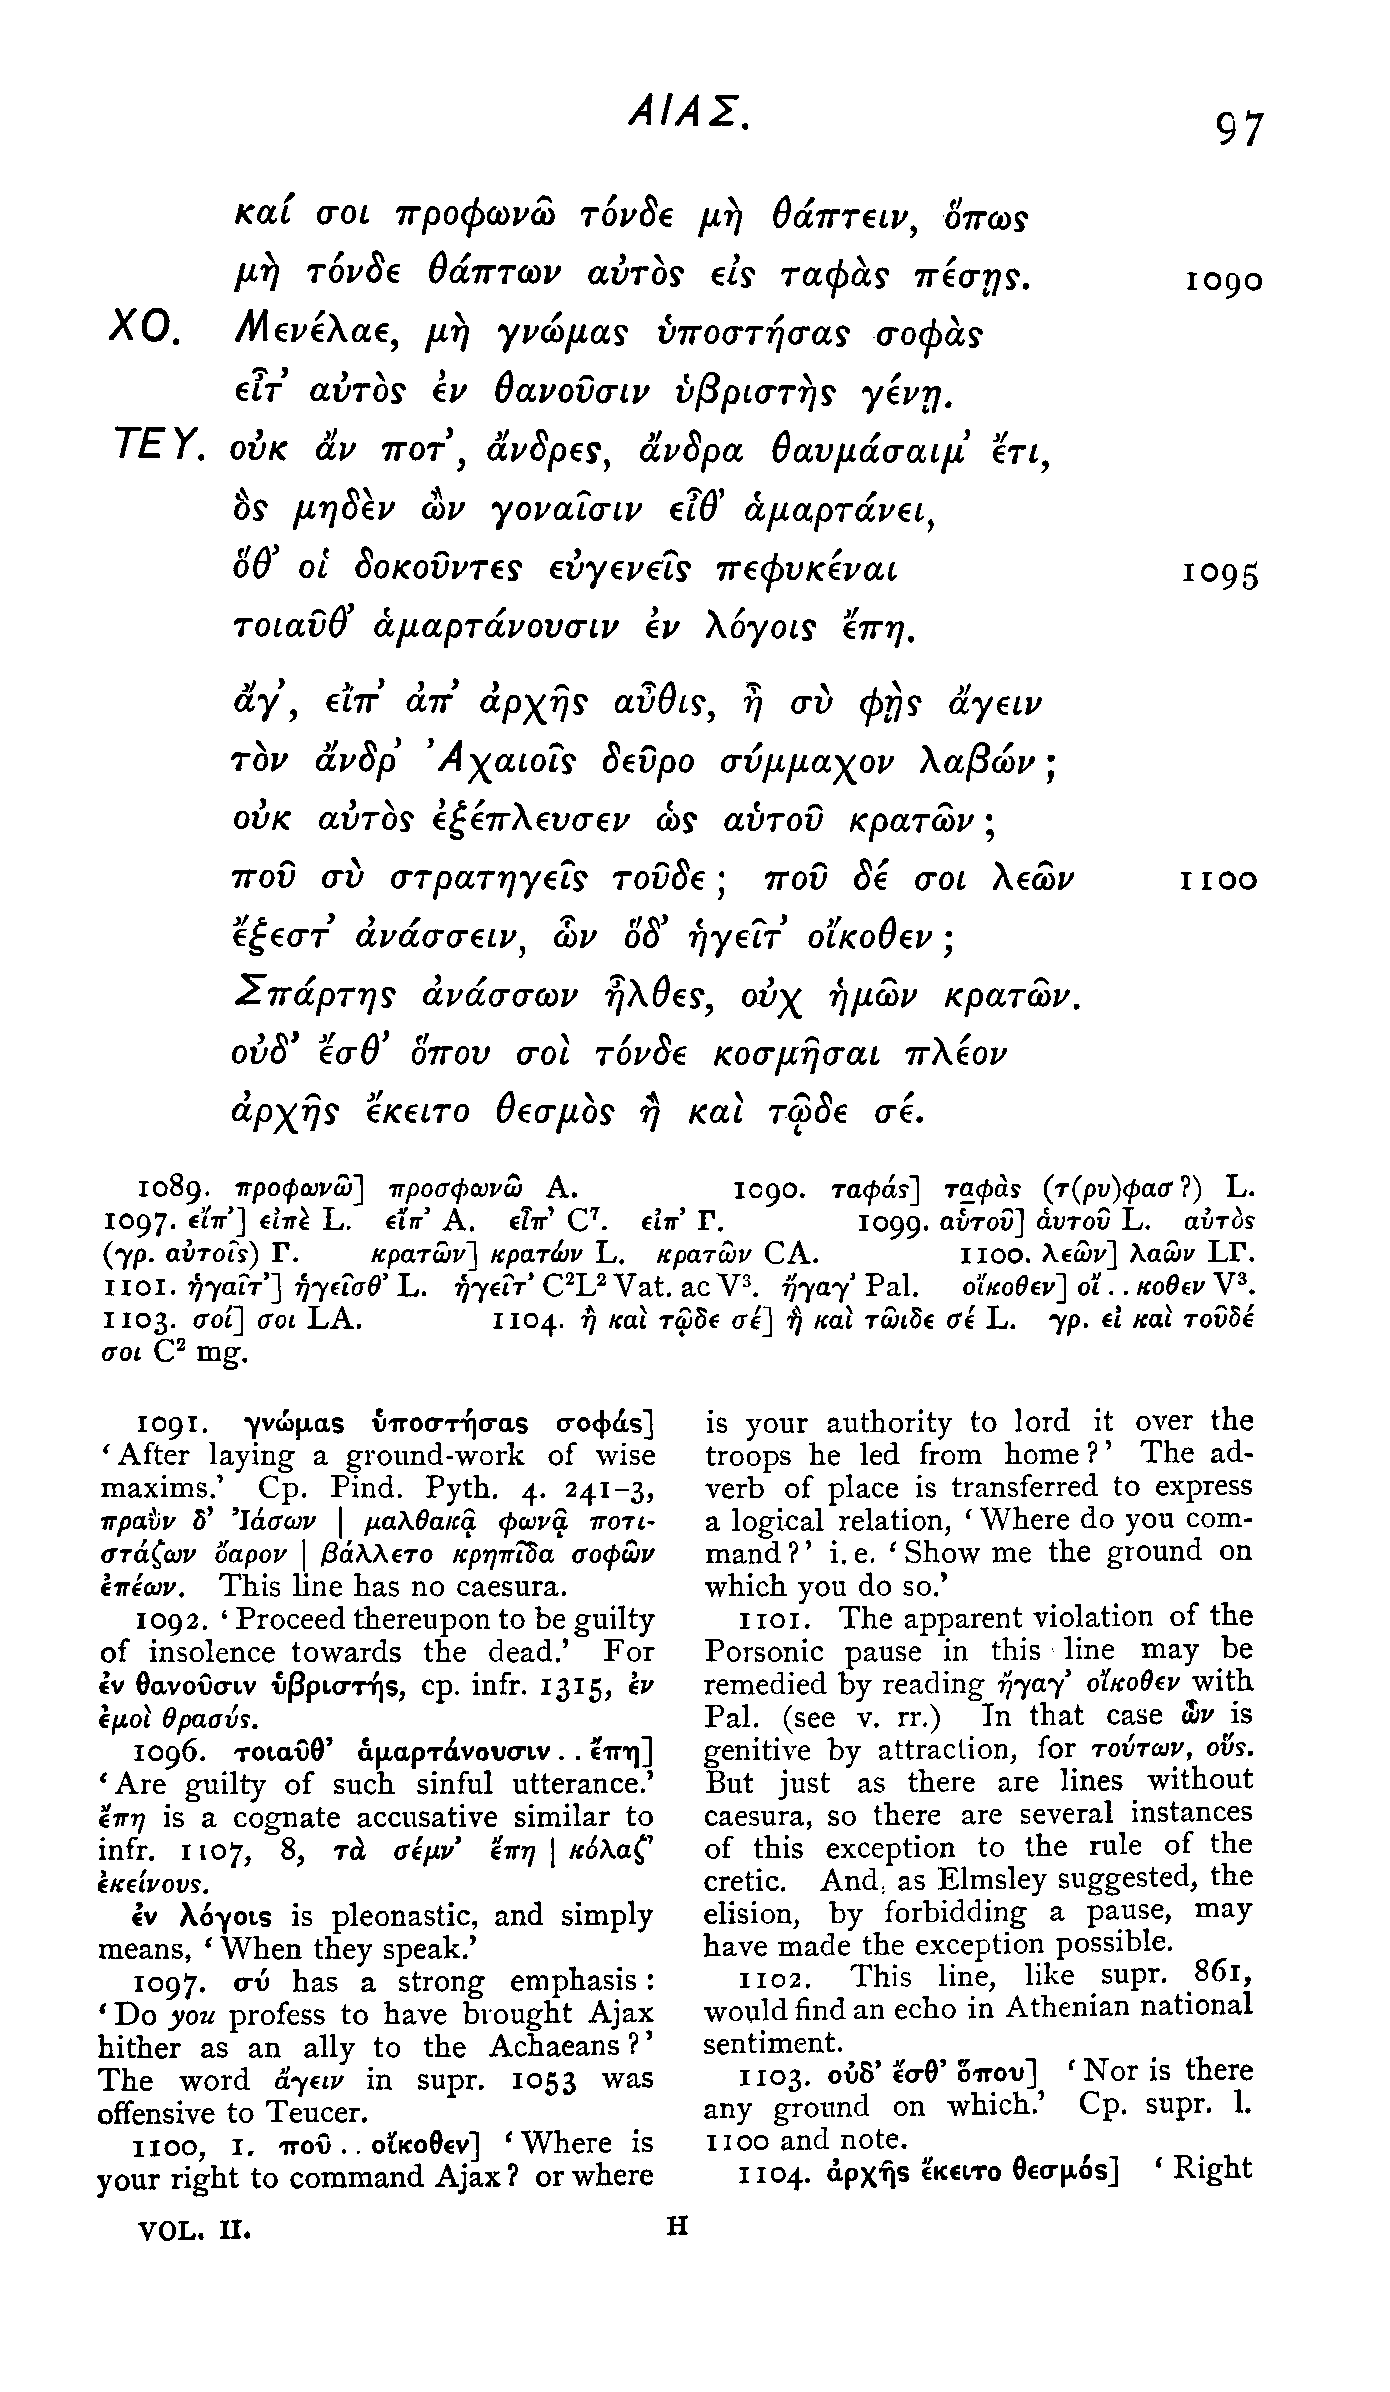 ΑΙΑΣ.
97
καί σοι προφωνῶ τόνδε μὴ θάπτειν, ὅπως
μὴ τόνδε θάπτων αὐτὸς εἰς ταφὰς πέσῃς. 1090
ΧΟ. Μενέλαε, μὴ γνώμας ὑποστήσας σοφὰς
εἶτ’ αὐτὸς ἐν θανοῦσιν ὑβριστὴς γένῃ.
ΤΕΥ. οὐκ ἄν ποτ’, ἄνδρες, ἄνδρα θαυμάσαιμ’ ἔτι,
ὃς μηδὲν ὢν γοναῖσιν εἶθ’ ἁμαρτάνει,
ὅθ’ οἱ δοκοῦντες εὐγενεῖς πεφυκέναι 1095
τοιαῦθ’ ἁμαρτάνουσιν ἐν λόγοις ἔπη.
ἄγ’, εἴπ’ ἀπ’ ἀρχῆς αὖθις, ἦ σὺ φῂς ἄγειν
τὸν ἄνδρ’ Ἀχαιοῖς δεῦρο σύμμαχον λαβών;
οὐκ αὐτὸς ἐξέπλευσεν ὡς αὑτοῦ κρατῶν;
ποῦ σὺ στρατηγεῖς τοῦδε; ποῦ δέ σοι λεῶν 1100
ἔξεστ’ ἀνάσσειν, ὧν ὅδ’ ἡγεῖτ’ οἴκοθεν;
Σπάρτης ἀνάσσων ἦλθες, οὐχ ἡμῶν κρατῶν.
οὐδ’ ἔσθ’ ὅπου σοὶ τόνδε κοσμῆσαι πλέον
ἀρχῆς ἔκειτο θεσμὸς ἢ καὶ τῷδε σέ.
1089. προφωνῶ] προσφωνῶ A. 1090. ταφάς] ταφὰς (τ(ρυ)φασ?) L.
1097. εἴπ’] εἰπὲ L. εἴπ’ A. εἶπ’ C⁷. εἰπ’ Γ. 1099. αὑτοῦ] ἁυτοῦ L. αὐτὸς
(γρ. αὐτοῖς) Γ. κρατῶν] κρατών L. κρατῶν CA. 1100. λεῶν] λαῶν LΓ.
1101. ἡγαῖτ’] ἡγεῖσθ’ L. ἡγεῖτ’ C²L² Vat. ac V³. ἤγαγ’ Pal. οἴκοθεν] οἴ . . κοθεν V³.
1103. σοί] σοι LA. 1104. ἢ καὶ τῷδε σέ] ἢ καὶ τῶιδε σέ L. γρ. εἰ καὶ τοῦδέ
σοι C² mg.
1091. γνώμας ὑποστήσας σοφάς]
‘After laying a ground-work of wise
maxims.’ Cp. Pind. Pyth. 4. 241–3,
πραῢν δ’ Ἰάσων | μαλθακᾷ φωνᾷ ποτι-
στάζων ὄαρον | βάλλετο κρηπῖδα σοφῶν
ἐπέων. This line has no caesura.
1092. ‘Proceed thereupon to be guilty
of insolence towards the dead.’ For
ἐν θανοῦσιν ὑβριστής, cp. infr. 1315, ἐν
ἐμοὶ θρασύς.
1096. τοιαῦθ’ ἁμαρτάνουσιν . . ἔπη]
‘Are guilty of such sinful utterance.’
ἔπη is a cognate accusative similar to
infr. 1107, 8, τὰ σέμν’ ἔπη | κόλαζ’
ἐκείνους.
ἐν λόγοις is pleonastic, and simply
means, ‘When they speak.’
1097. σύ has a strong emphasis:
‘Do you profess to have brought Ajax
hither as an ally to the Achaeans?’
The word ἄγειν in supr. 1053 was
offensive to Teucer.
1100, 1. ποῦ . . οἴκοθεν] ‘Where is
your right to command Ajax? or where
is your authority to lord it over the
troops he led from home?’ The ad-
verb of place is transferred to express
a logical relation, ‘Where do you com-
mand?’ i. e. ‘Show me the ground on
which you do so.’
1101. The apparent violation of the
Porsonic pause in this line may be
remedied by reading ἤγαγ’ οἴκοθεν with
Pal. (see v. rr.) In that case ὧν is
genitive by attraction, for τούτων, οὕς.
But just as there are lines without
caesura, so there are several instances
of this exception to the rule of the
cretic. And, as Elmsley suggested, the
elision, by forbidding a pause, may
have made the exception possible.
1102. This line, like supr. 861,
would find an echo in Athenian national
sentiment.
1103. οὐδ’ ἔσθ’ ὅπου] ‘Nor is there
any ground on which.’ Cp. supr. l.
1100 and note.
1104. ἀρχῆς ἔκειτο θεσμός] ‘Right
VOL. II. H